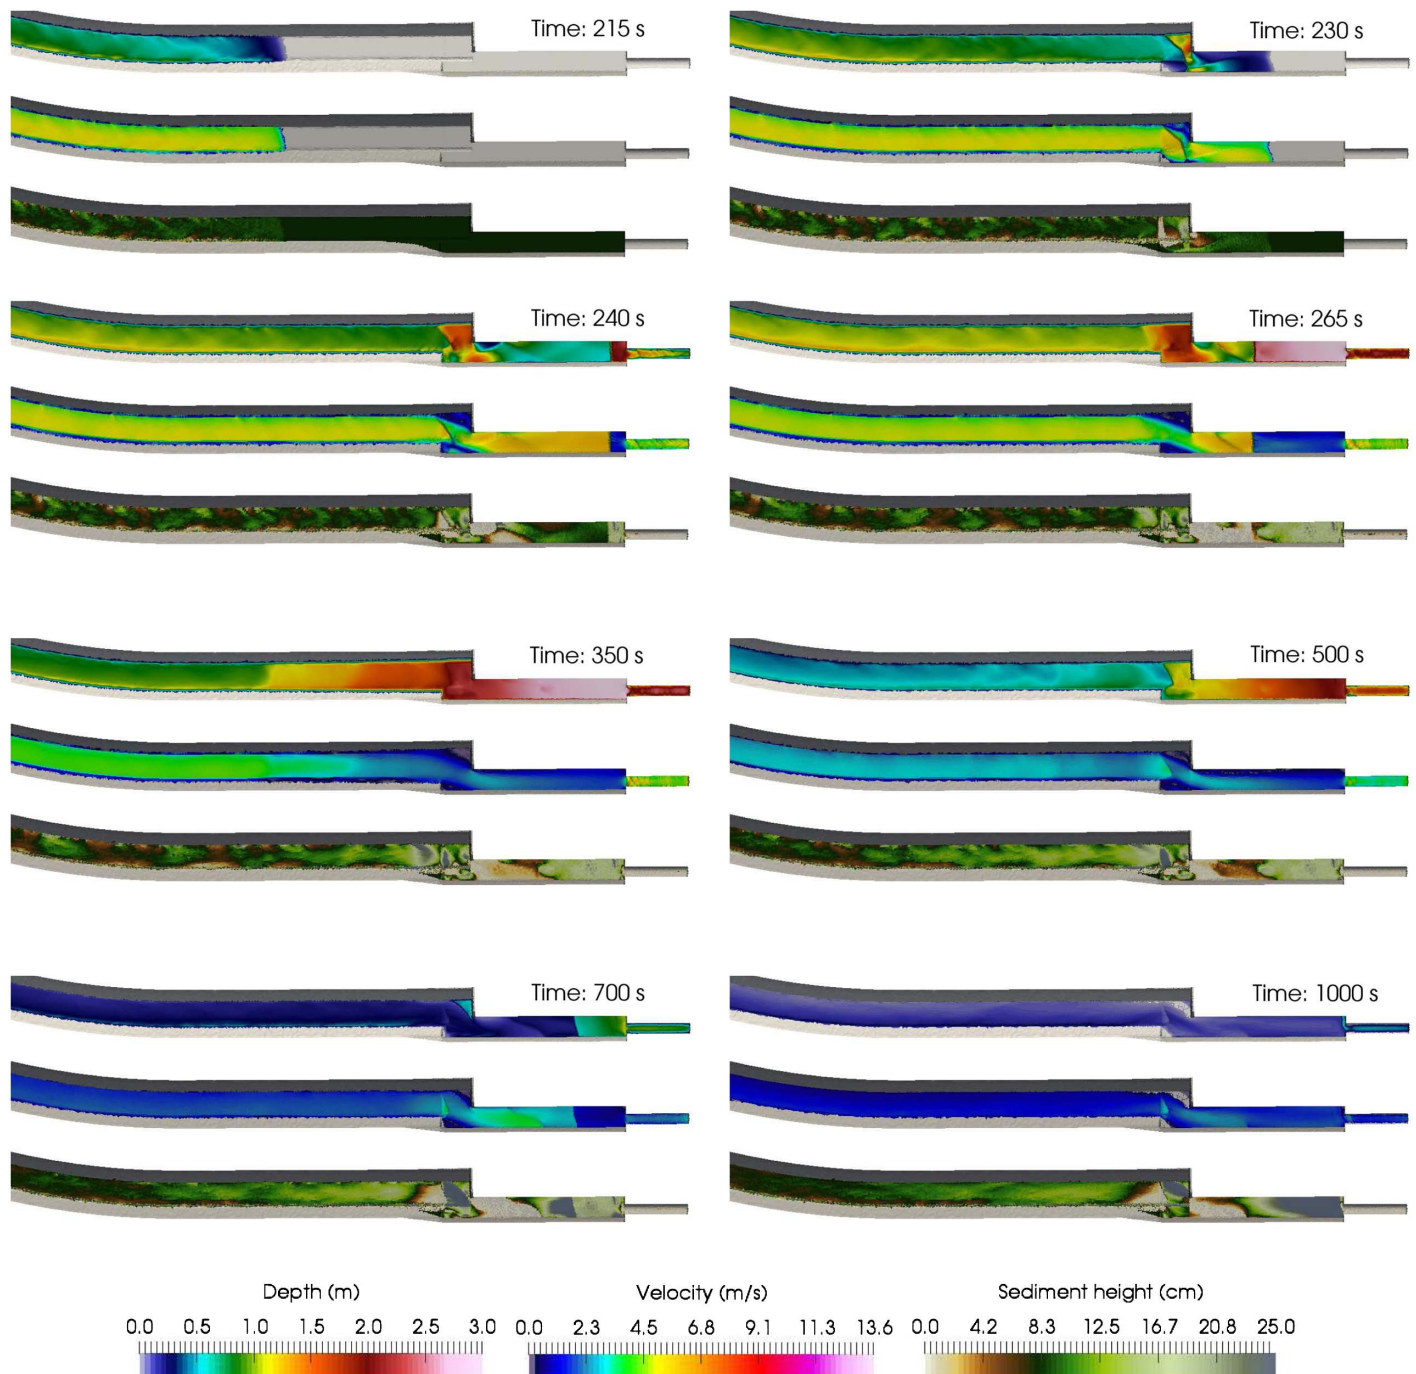 Time: 215 s
Time: 230 s
Time: 240 s
Time: 265 s
Time: 350 s
Time: 500 s
Time: 700 s
Time: 1000 s
Depth (m)
0.0 0.5 1.0 1.5 2.0 2.5 3.0
Velocity (m/s)
0.0 2.3 4.5 6.8 9.1 11.3 13.6
Sediment height (cm)
0.0 4.2 8.3 12.5 16.7 20.8 25.0